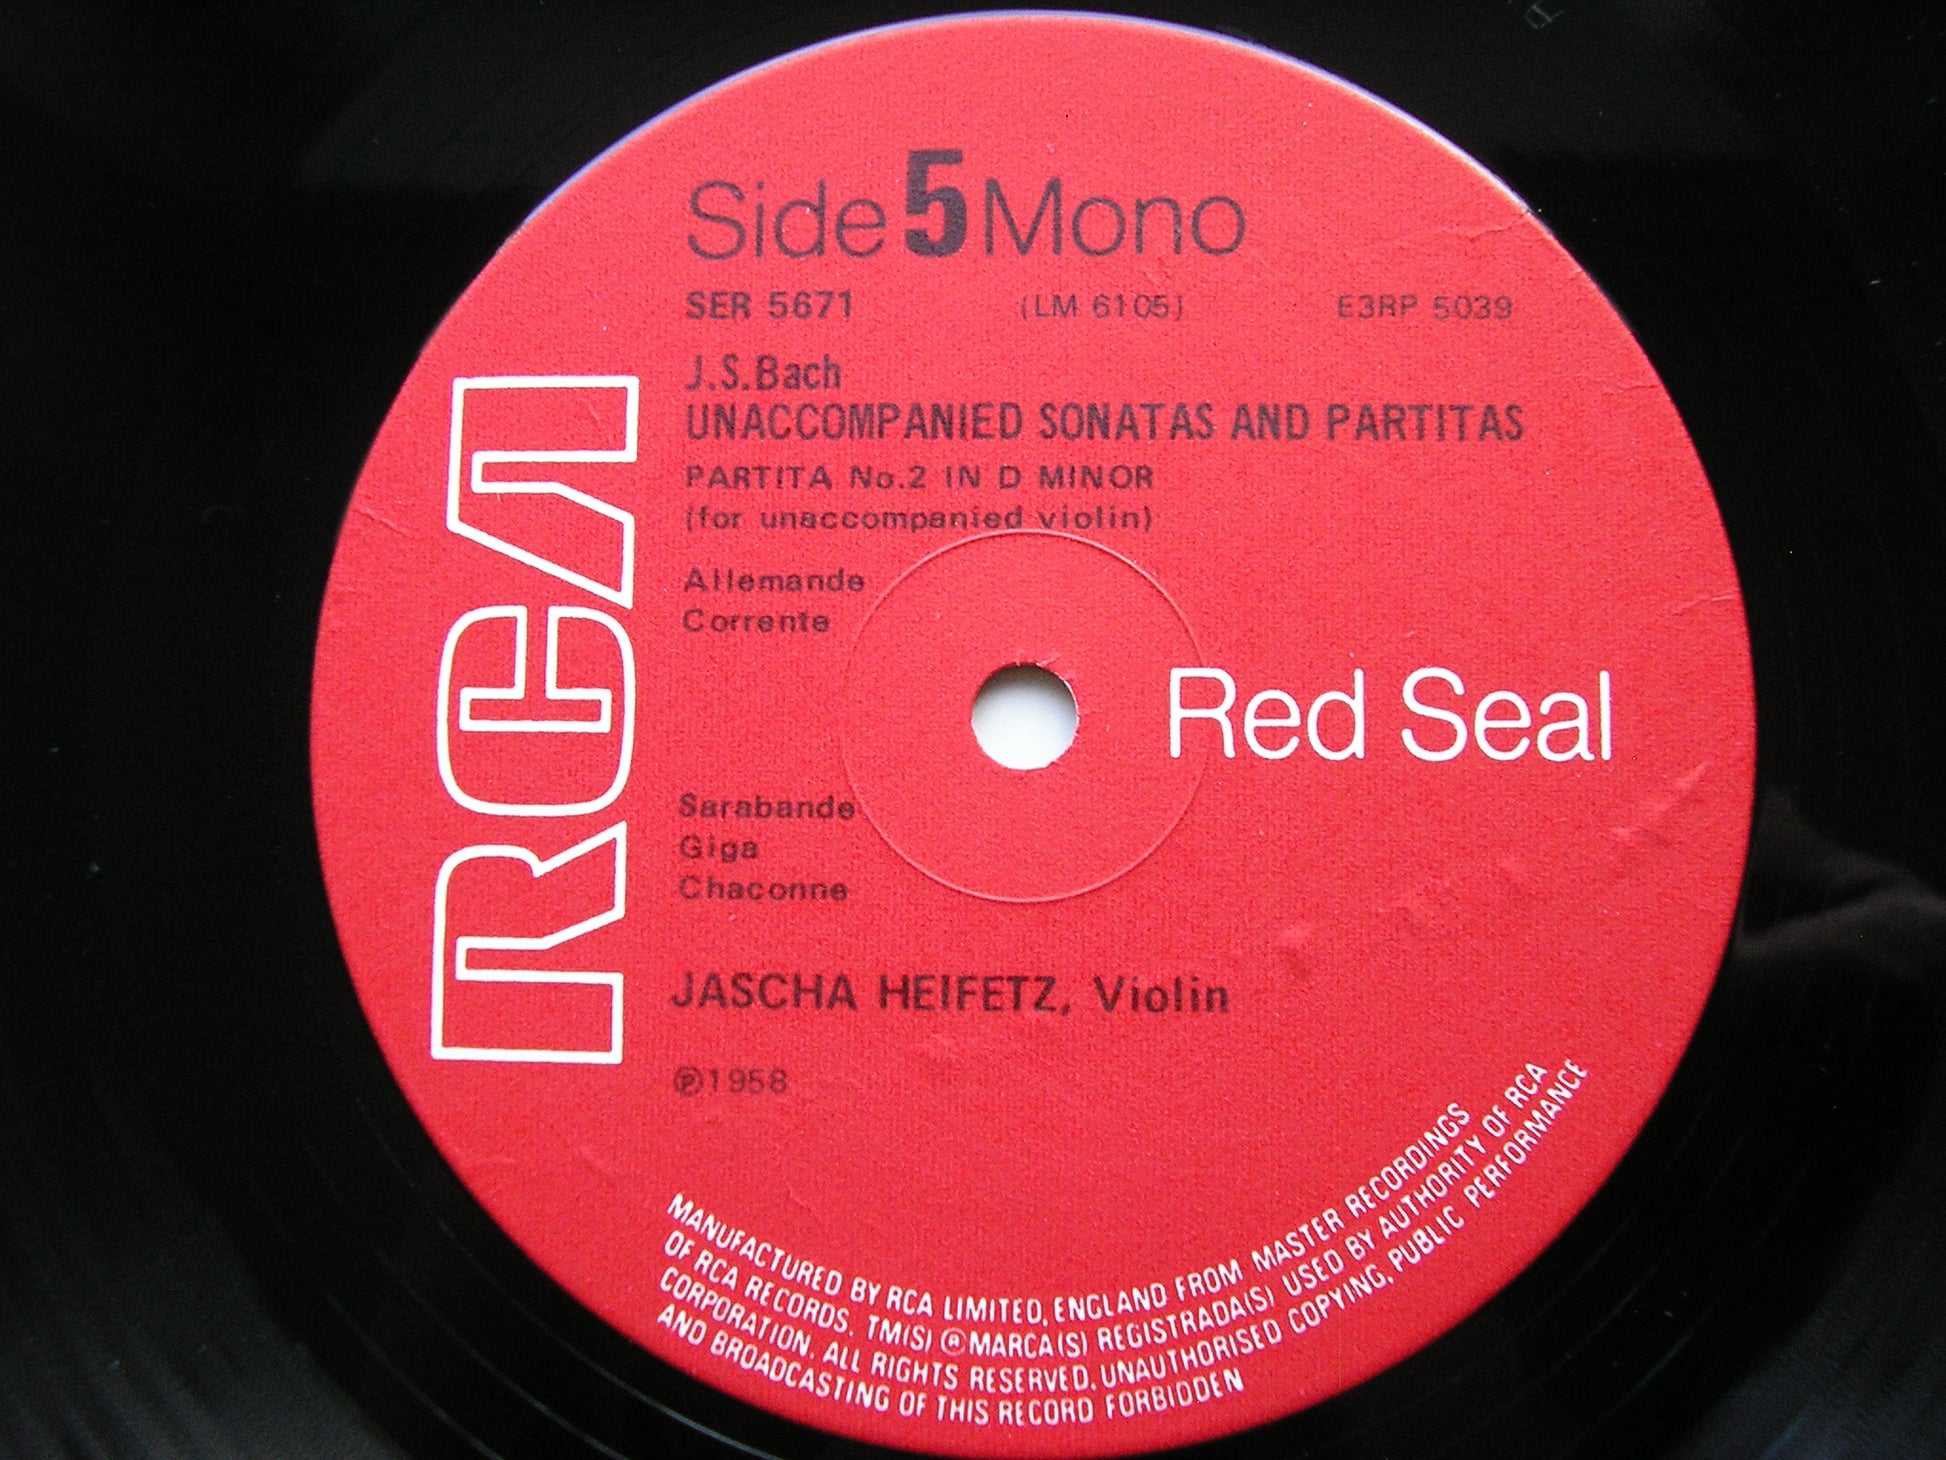 Side 5 Mono
SER 5671 (LM 6105) E3RP 5039
J.S.Bach
UNACCOMPANIED SONATAS AND PARTITAS
PARTITA No.2 IN D MINOR
(for unaccompanied violin)
Allemande
Corrente
RCA
Red Seal
Sarabande
Giga
Chaconne
JASCHA HEIFETZ, Violin
℗1958
MANUFACTURED BY RCA LIMITED, ENGLAND FROM MASTER RECORDINGS
OF RCA RECORDS. TM(S) ® MARCA(S) REGISTRADA(S) USED BY AUTHORITY OF RCA
CORPORATION. ALL RIGHTS RESERVED. UNAUTHORISED COPYING, PUBLIC PERFORMANCE
AND BROADCASTING OF THIS RECORD FORBIDDEN